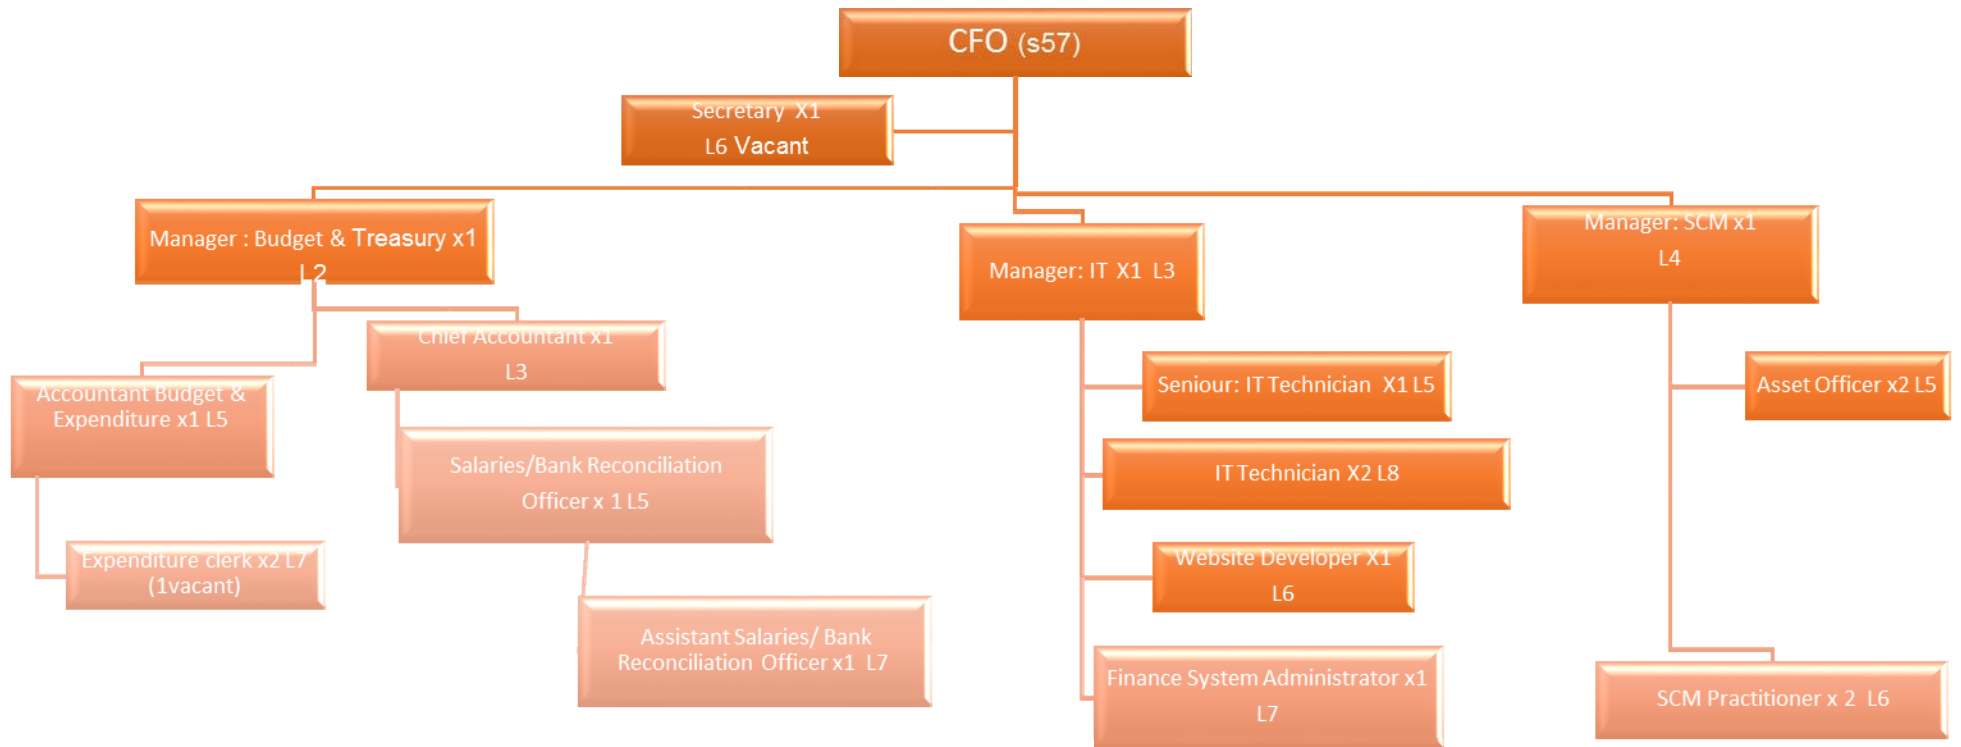 CFO (s57)
Secretary X1
L6 Vacant
Manager : Budget & Treasury x1
L2
Manager: IT X1 L3
Manager: SCM x1
L4
Chief Accountant x1
L3
Accountant Budget &
Expenditure x1 L5
Salaries/Bank Reconciliation
Officer x 1 L5
Expenditure clerk x2 L7
(1vacant)
Assistant Salaries/ Bank
Reconciliation Officer x1 L7
Seniour: IT Technician X1 L5
IT Technician X2 L8
Website Developer X1
L6
Finance System Administrator x1
L7
Asset Officer x2 L5
SCM Practitioner x 2 L6